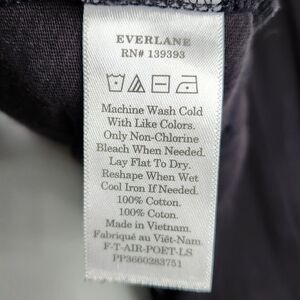 EVERLANE
RN# 139393
Machine Wash Cold
With Like Colors.
Only Non-Chlorine
Bleach When Needed.
Lay Flat To Dry.
Reshape When Wet
Cool Iron If Needed.
100% Cotton.
100% Coton.
Made in Vietnam.
Fabriqué au Viêt-Nam.
F-T-AIR-POET-LS
PP3660283751